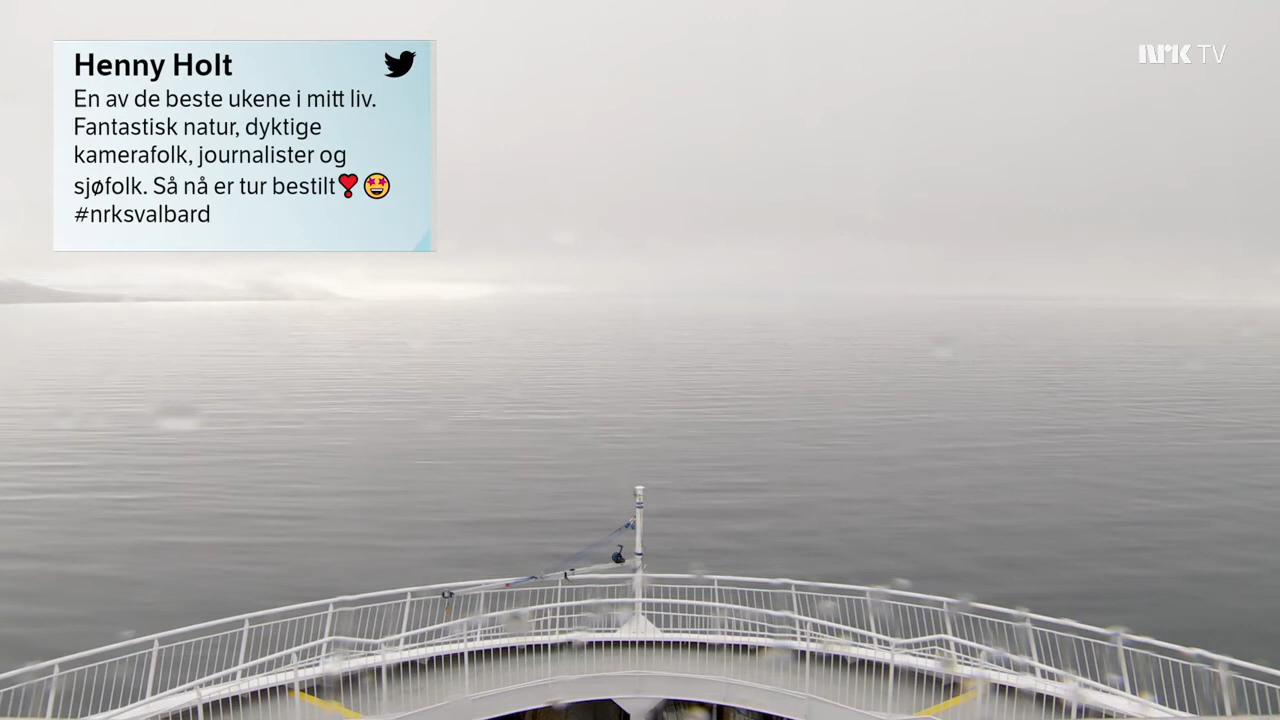 Henny Holt
En av de beste ukene i mitt liv.
Fantastisk natur, dyktige
kamerafolk, journalister og
sjøfolk. Så nå er tur bestilt❣️🤩
#nrksvalbard
NRK TV